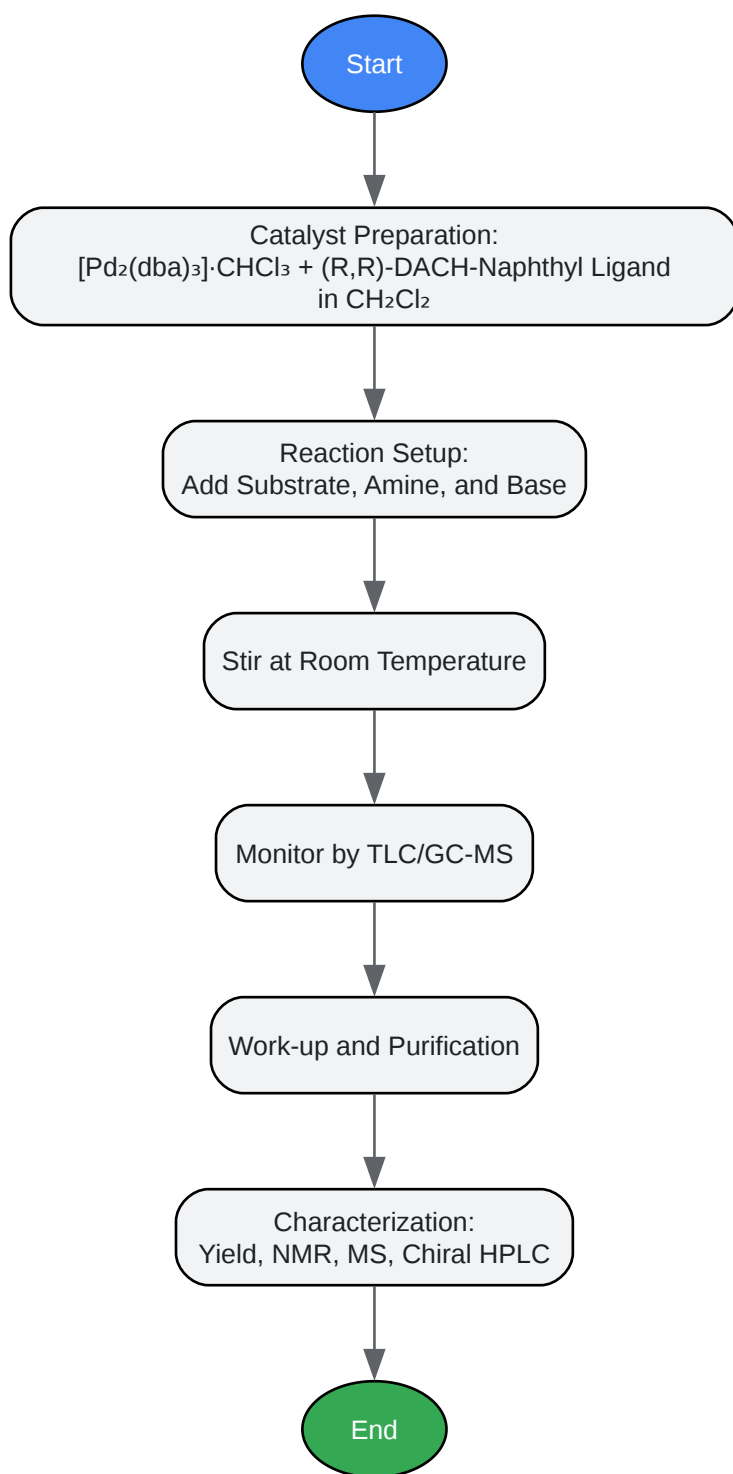 Start
Catalyst Preparation:
[Pd₂(dba)₃]·CHCl₃ + (R,R)-DACH-Naphthyl Ligand
in CH₂Cl₂
Reaction Setup:
Add Substrate, Amine, and Base
Stir at Room Temperature
Monitor by TLC/GC-MS
Work-up and Purification
Characterization:
Yield, NMR, MS, Chiral HPLC
End